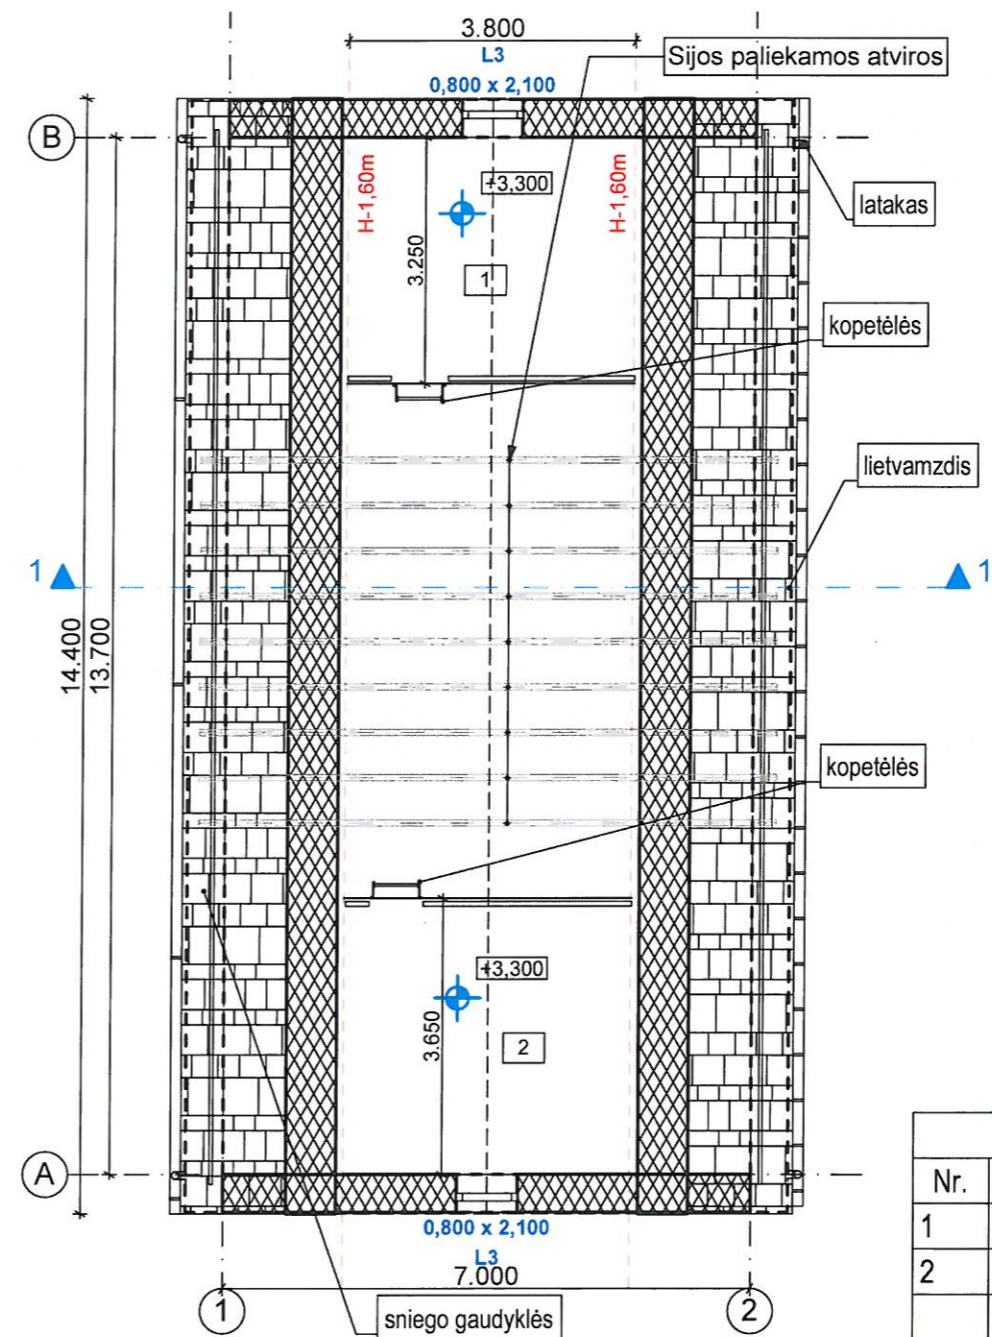 3.800
L3
0,800 x 2,100
Sijos paliekamos atviros
B
H-1,60m
+3,300
H-1,60m
latakas
3.250
1
kopetėlės
lietvamzdis
1
1
14.400
13.700
kopetėlės
+3,300
3.650
2
A
Nr.
1
2
0,800 x 2,100
L3
7.000
1
2
sniego gaudyklės